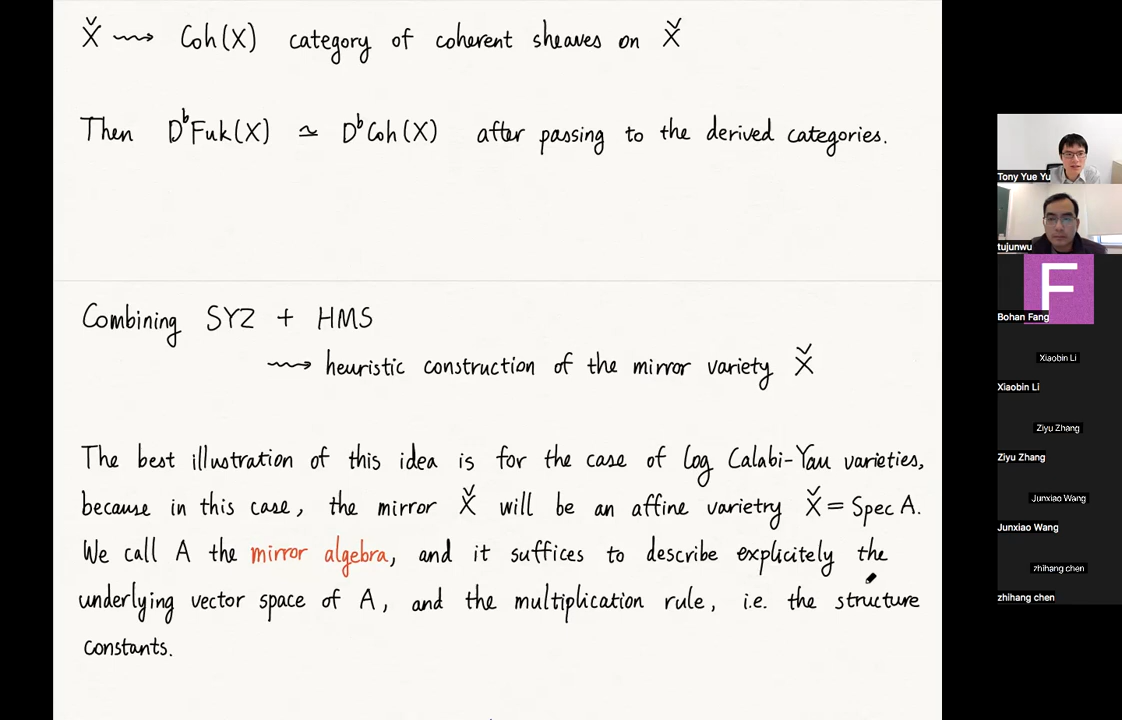 X̌ ⇝ Coh(X) category of coherent sheaves on X̌
Then DᵇFuk(X) ≃ DᵇCoh(X) after passing to the derived categories.
Combining SYZ + HMS
⇝ heuristic construction of the mirror variety X̌
The best illustration of this idea is for the case of log Calabi-Yau varieties,
because in this case, the mirror X̌ will be an affine varietry X̌ = Spec A.
We call A the mirror algebra, and it suffices to describe explicitely the
underlying vector space of A, and the multiplication rule, i.e. the structure
constants.
Tony Yue Yu
tujunwu
F
Bohan Fang
Xiaobin Li
Xiaobin Li
Ziyu Zhang
Ziyu Zhang
Junxiao Wang
Junxiao Wang
zhihang chen
zhihang chen